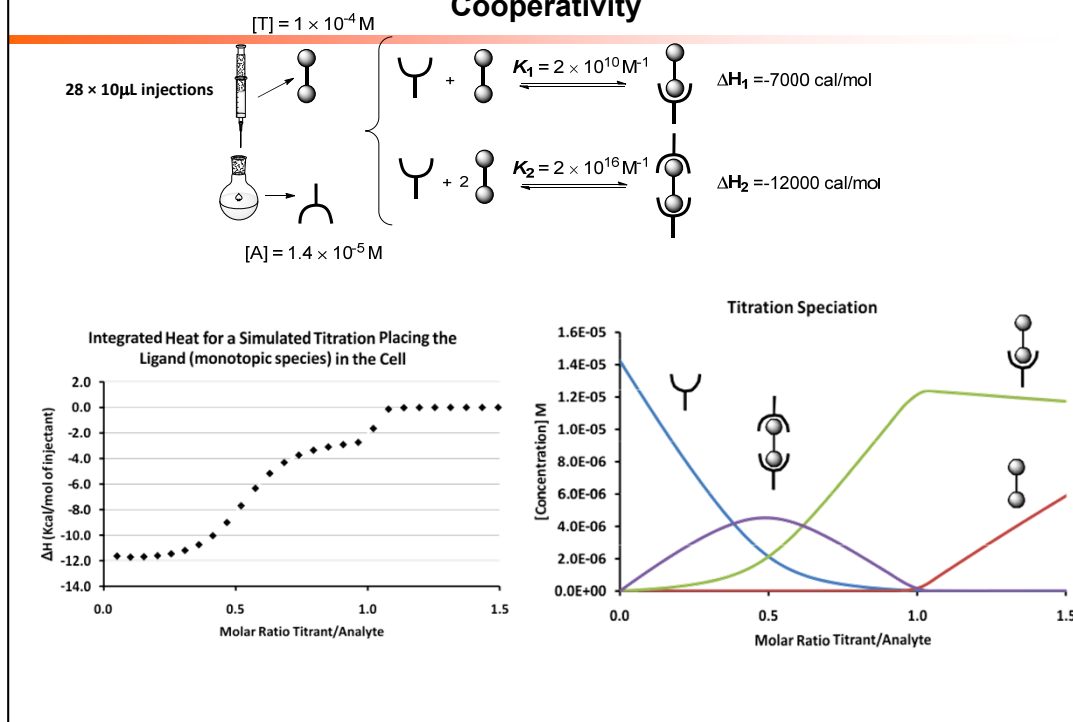 Cooperativity
[T] = 1 × 10-4 M
28 × 10µL injections
[A] = 1.4 × 10-5 M
+
K1 = 2 × 1010 M-1
ΔH1 =-7000 cal/mol
+ 2
K2 = 2 × 1016 M-1
ΔH2 =-12000 cal/mol
Integrated Heat for a Simulated Titration Placing the
Ligand (monotopic species) in the Cell
ΔH (Kcal/mol of injectant)
2.0
0.0
-2.0
-4.0
-6.0
-8.0
-10.0
-12.0
-14.0
0.0 0.5 1.0 1.5
Molar Ratio Titrant/Analyte
Titration Speciation
[Concentration] M
1.6E-05
1.4E-05
1.2E-05
1.0E-05
8.0E-06
6.0E-06
4.0E-06
2.0E-06
0.0E+00
0.0 0.5 1.0 1.5
Molar Ratio Titrant/Analyte